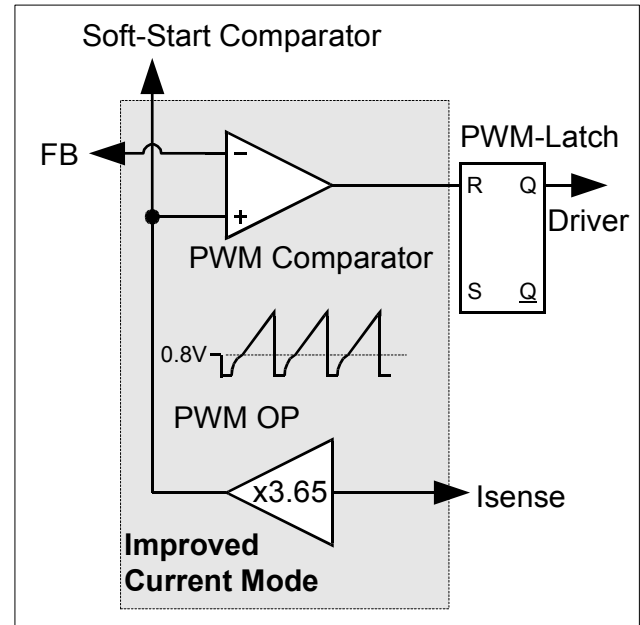 Soft-Start Comparator
FB
PWM-Latch
−
+
R Q
Driver
PWM Comparator
S Q
0.8V
PWM OP
x3.65
Isense
Improved
Current Mode